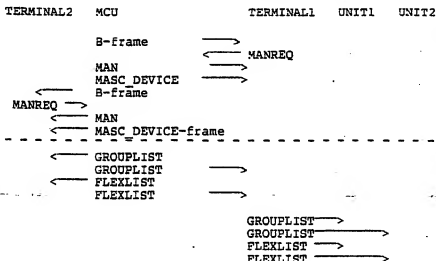 TERMINAL2 MCU TERMINAL1 UNIT1 UNIT2
B-frame
MANREQ
MAN
MASC_DEVICE
B-frame
MANREQ
MAN
MASC_DEVICE-frame
GROUPLIST
GROUPLIST
FLEXLIST
FLEXLIST
GROUPLIST
GROUPLIST
FLEXLIST
FLEXLIST